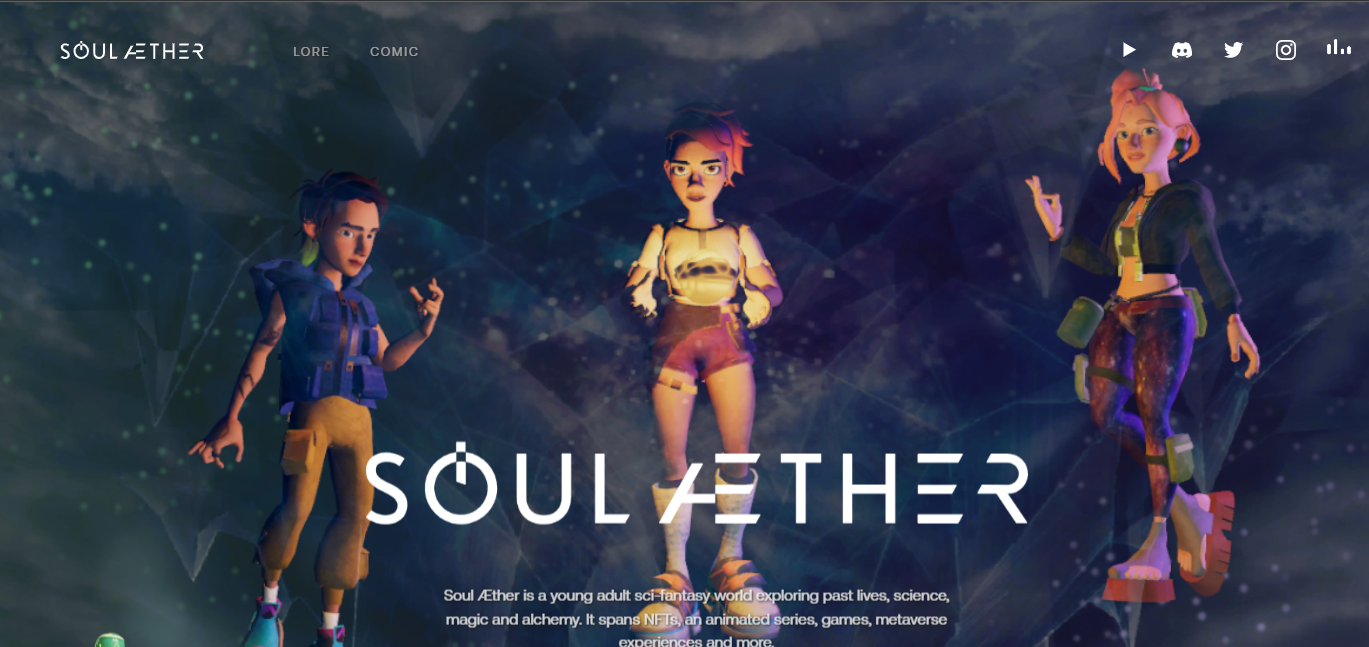 SOUL ÆTHER
LORE
COMIC
SOUL ÆTHER
Soul Æther is a young adult sci-fantasy world exploring past lives, science,
magic and alchemy. It spans NFTs, an animated series, games, metaverse
experiences and more.